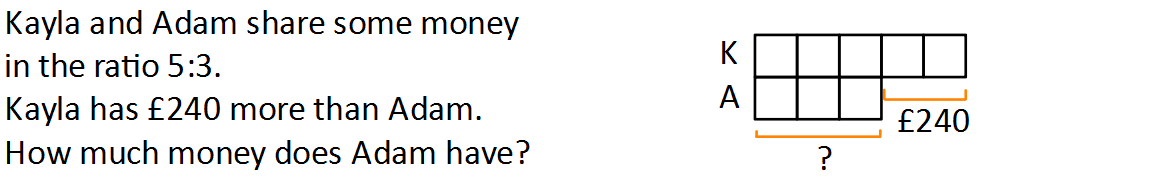 Kayla and Adam share some money
in the ratio 5:3.
Kayla has £240 more than Adam.
How much money does Adam have?
K
A
£240
?